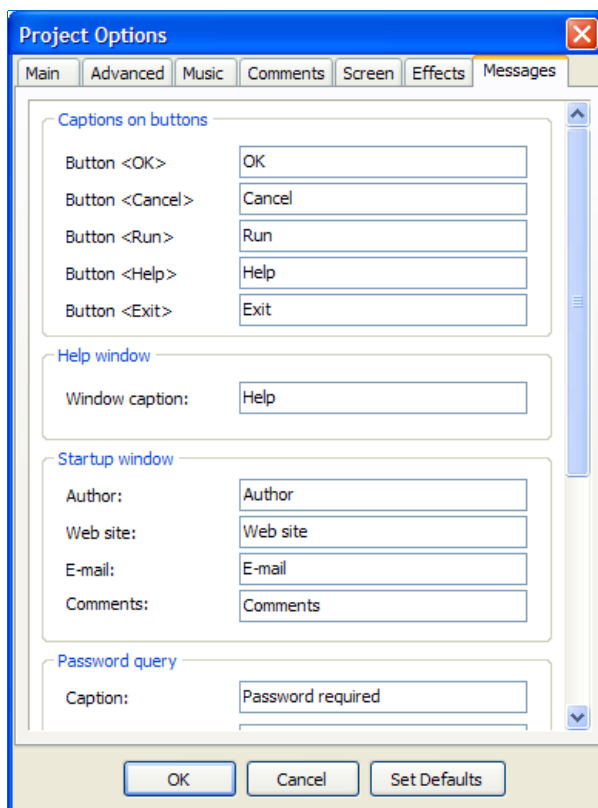 Project Options
Main Advanced Music Comments Screen Effects Messages
Captions on buttons
Button <OK> OK
Button <Cancel> Cancel
Button <Run> Run
Button <Help> Help
Button <Exit> Exit
Help window
Window caption: Help
Startup window
Author: Author
Web site: Web site
E-mail: E-mail
Comments: Comments
Password query
Caption: Password required
OK Cancel Set Defaults